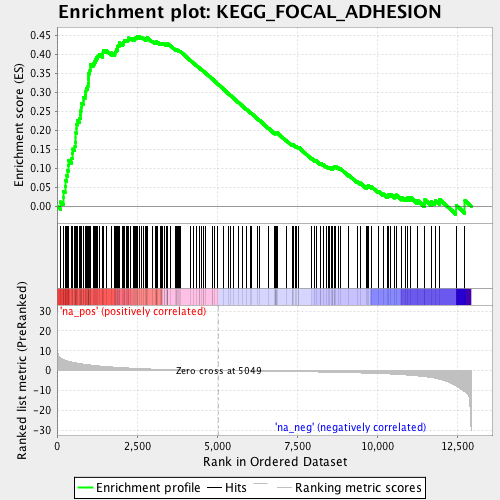 Enrichment plot: KEGG_FOCAL_ADHESION
Enrichment score (ES)
0.45
0.40
0.35
0.30
0.25
0.20
0.15
0.10
0.05
0.00
'na_pos' (positively correlated)
Ranked list metric (PreRanked)
30
20
10
0
-10
-20
-30
Zero cross at 5049
'na_neg' (negatively correlated)
0
2,500
5,000
7,500
10,000
12,500
Rank in Ordered Dataset
Enrichment profile
Hits
Ranking metric scores